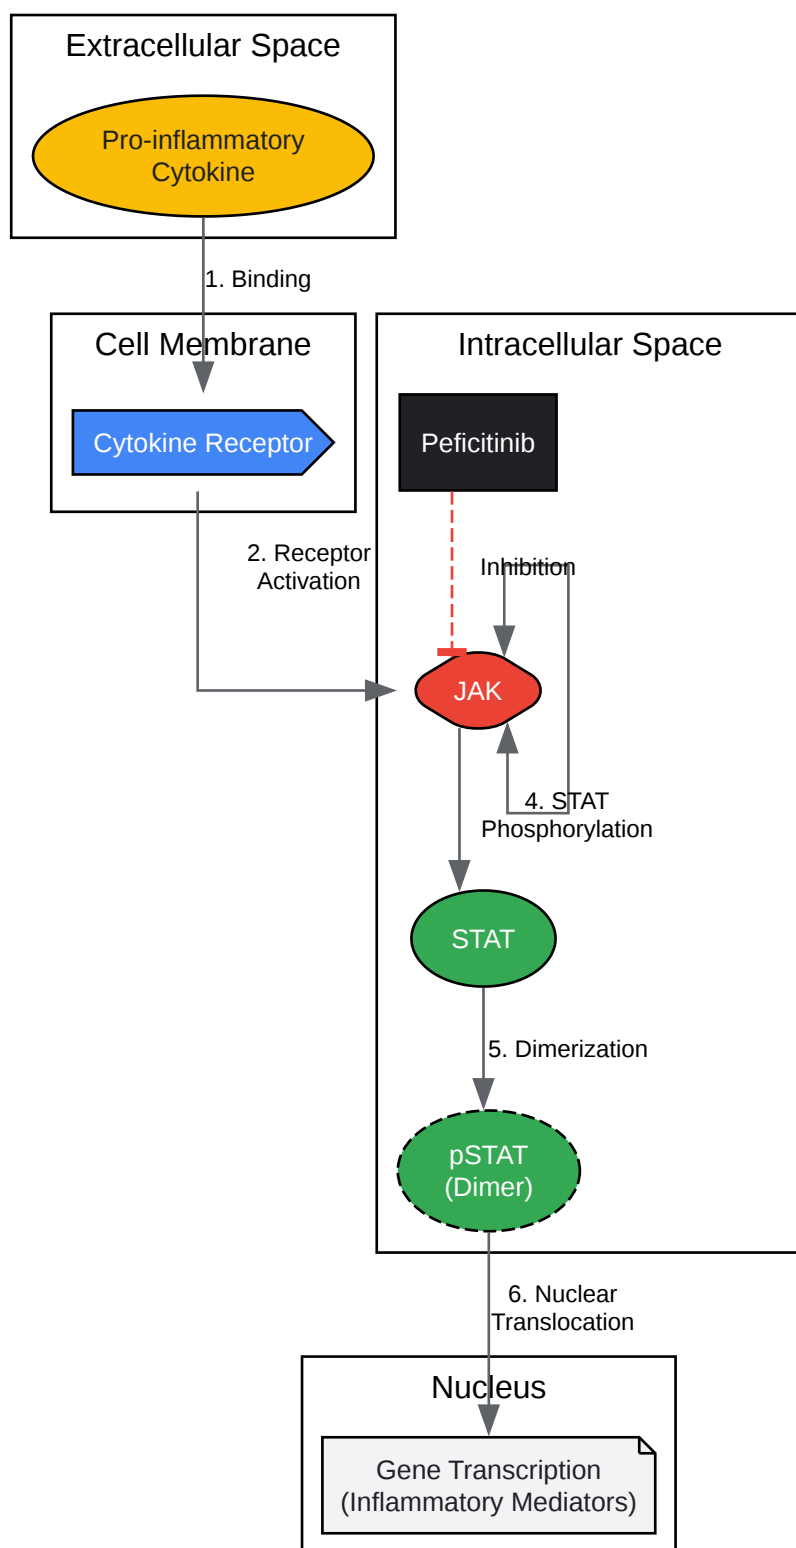 Extracellular Space
Pro-inflammatory
Cytokine
1. Binding
Cell Membrane
Intracellular Space
Cytokine Receptor
Peficitinib
2. Receptor
Activation
Inhibition
JAK
4. STAT
Phosphorylation
STAT
5. Dimerization
pSTAT
(Dimer)
6. Nuclear
Translocation
Nucleus
Gene Transcription
(Inflammatory Mediators)